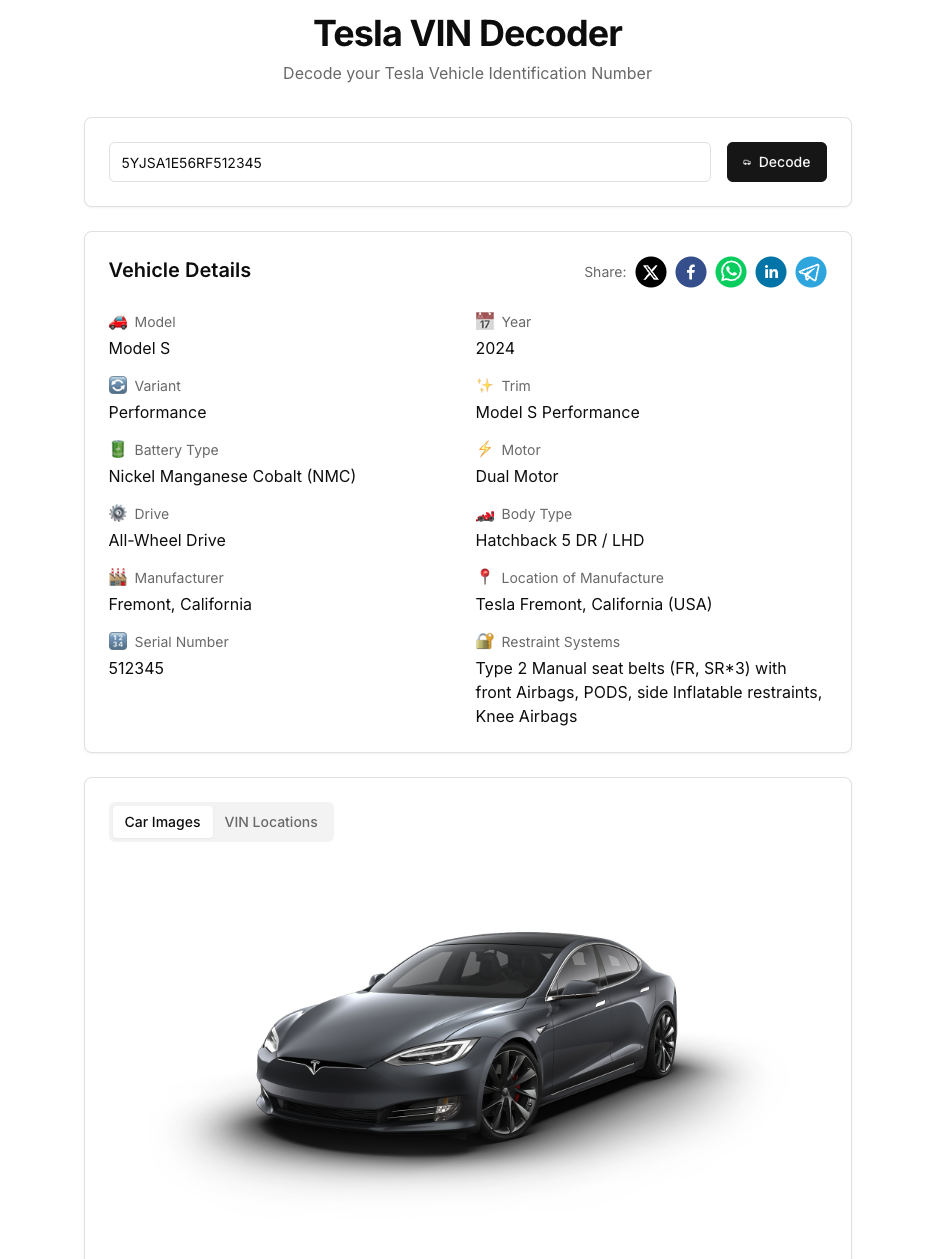 Tesla VIN Decoder
Decode your Tesla Vehicle Identification Number
5YJSA1E56RF512345
Decode
Vehicle Details
Share:
Model
Model S
Year
2024
Variant
Performance
Trim
Model S Performance
Battery Type
Nickel Manganese Cobalt (NMC)
Motor
Dual Motor
Drive
All-Wheel Drive
Body Type
Hatchback 5 DR / LHD
Manufacturer
Fremont, California
Location of Manufacture
Tesla Fremont, California (USA)
Serial Number
512345
Restraint Systems
Type 2 Manual seat belts (FR, SR*3) with
front Airbags, PODS, side Inflatable restraints,
Knee Airbags
Car Images
VIN Locations